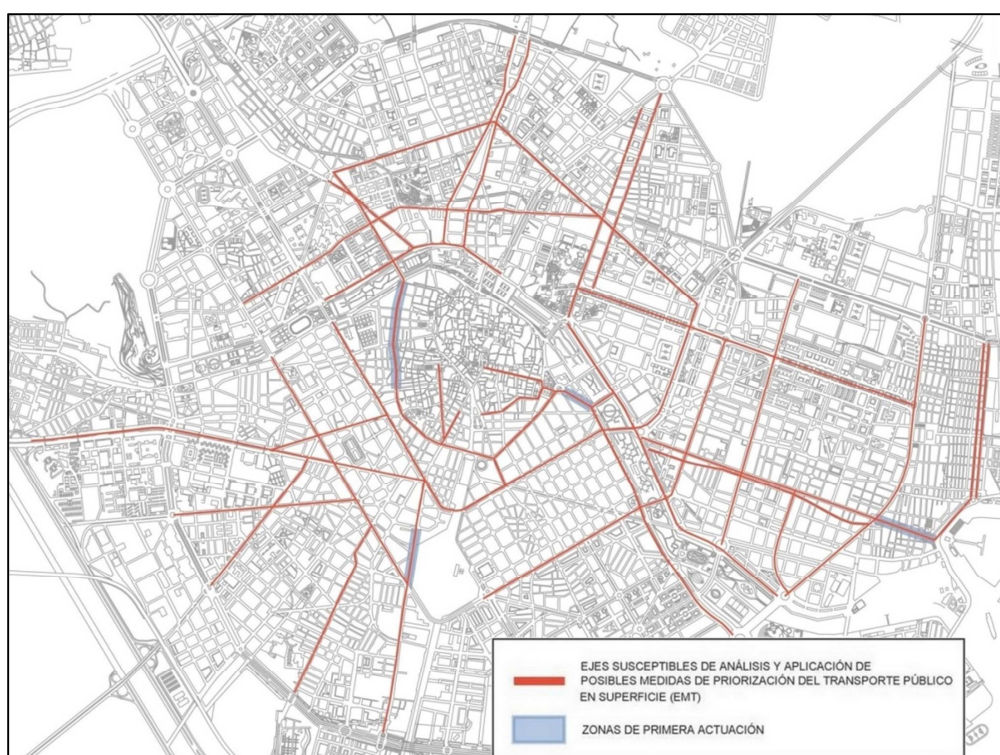 EJES SUSCEPTIBLES DE ANÁLISIS Y APLICACIÓN DE
POSIBLES MEDIDAS DE PRIORIZACIÓN DEL TRANSPORTE PÚBLICO
EN SUPERFICIE (EMT)
ZONAS DE PRIMERA ACTUACIÓN